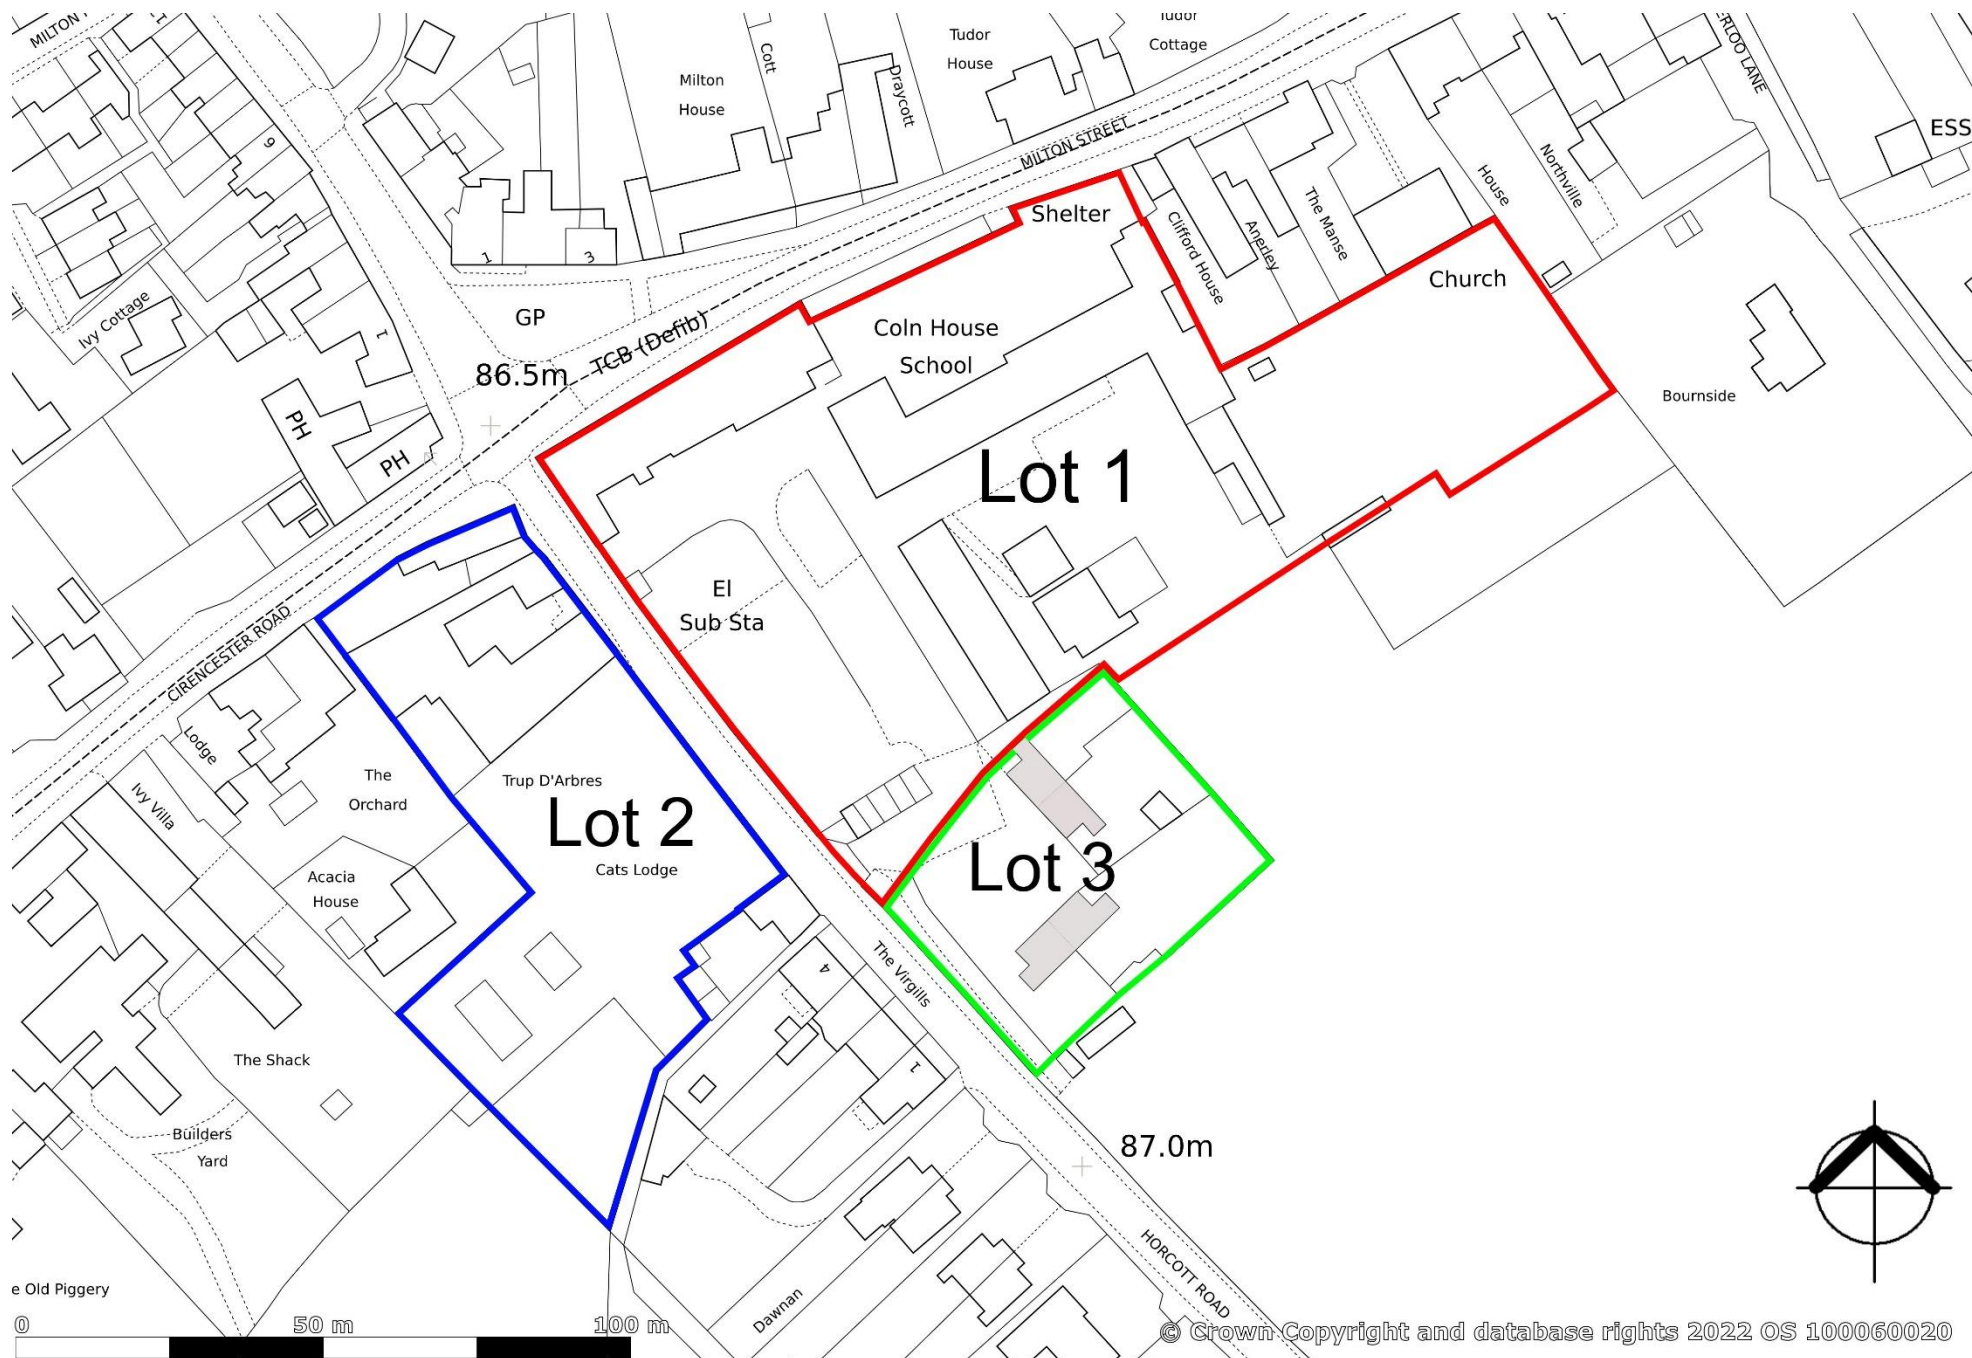 MILTON
Cott
Draycott
Milton
House
Tudor
House
Tudor
Cottage
MILTON STREET
ESS
9
1
3
Ivy Cottage
1
GP
86.5m
TCB (Defib)
PH
PH
Shelter
Coln House
School
Clifford House
Anerley
The Manse
House
Northville
Church
Bournside
Lot 1
El
Sub Sta
CIRENCESTER ROAD
Lodge
Ivy Villa
The
Orchard
Trup D'Arbres
Lot 2
Cats Lodge
Acacia
House
Lot 3
The Virgills
4
1
The Shack
Builders
Yard
87.0m
HORCOTT ROAD
Dawnan
e Old Piggery
0 50 m 100 m
© Crown Copyright and database rights 2022 OS 100060020